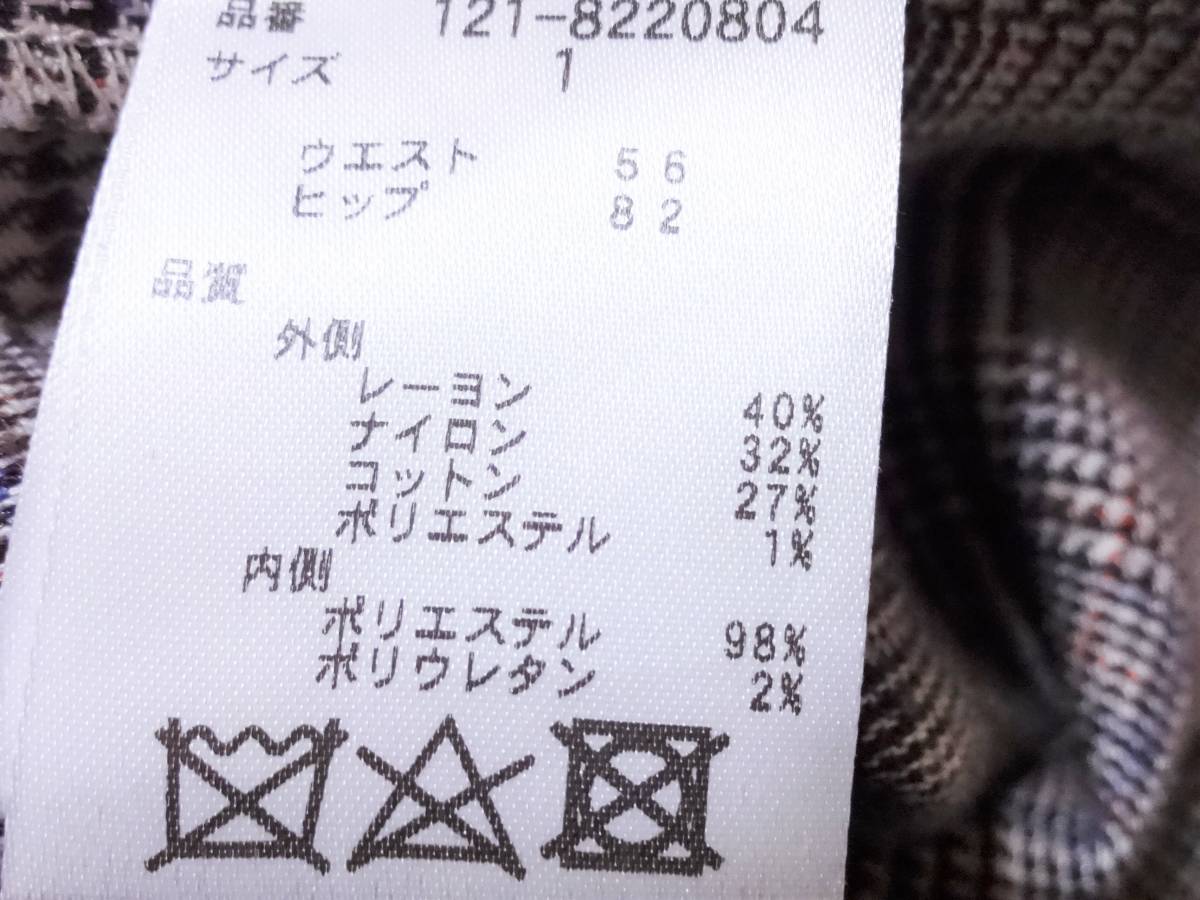 品番 121-8220804
サイズ 1
ウエスト 56
ヒップ 82
品質
外側
レーヨン 40%
ナイロン 32%
コットン 27%
ポリエステル 1%
内側
ポリエステル 98%
ポリウレタン 2%